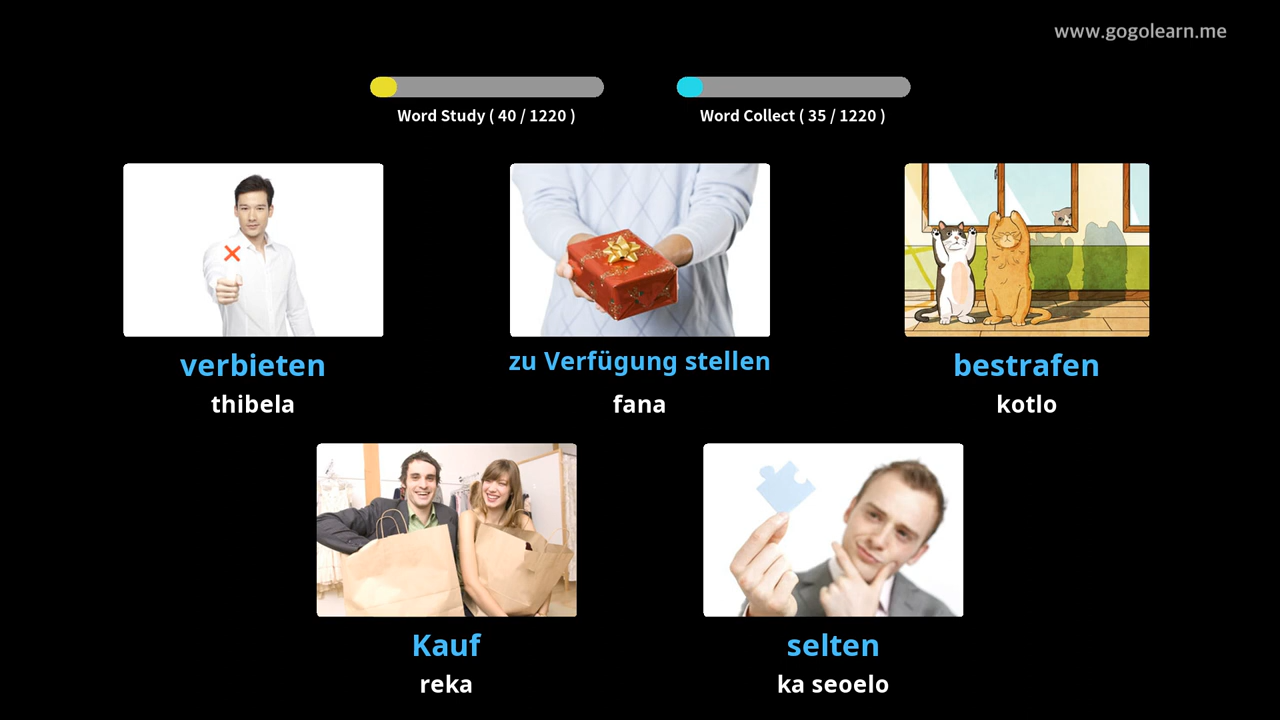 www.gogolearn.me
Word Study ( 40 / 1220 )
Word Collect ( 35 / 1220 )
verbieten
thibela
zu Verfügung stellen
fana
bestrafen
kotlo
Kauf
reka
selten
ka seoelo